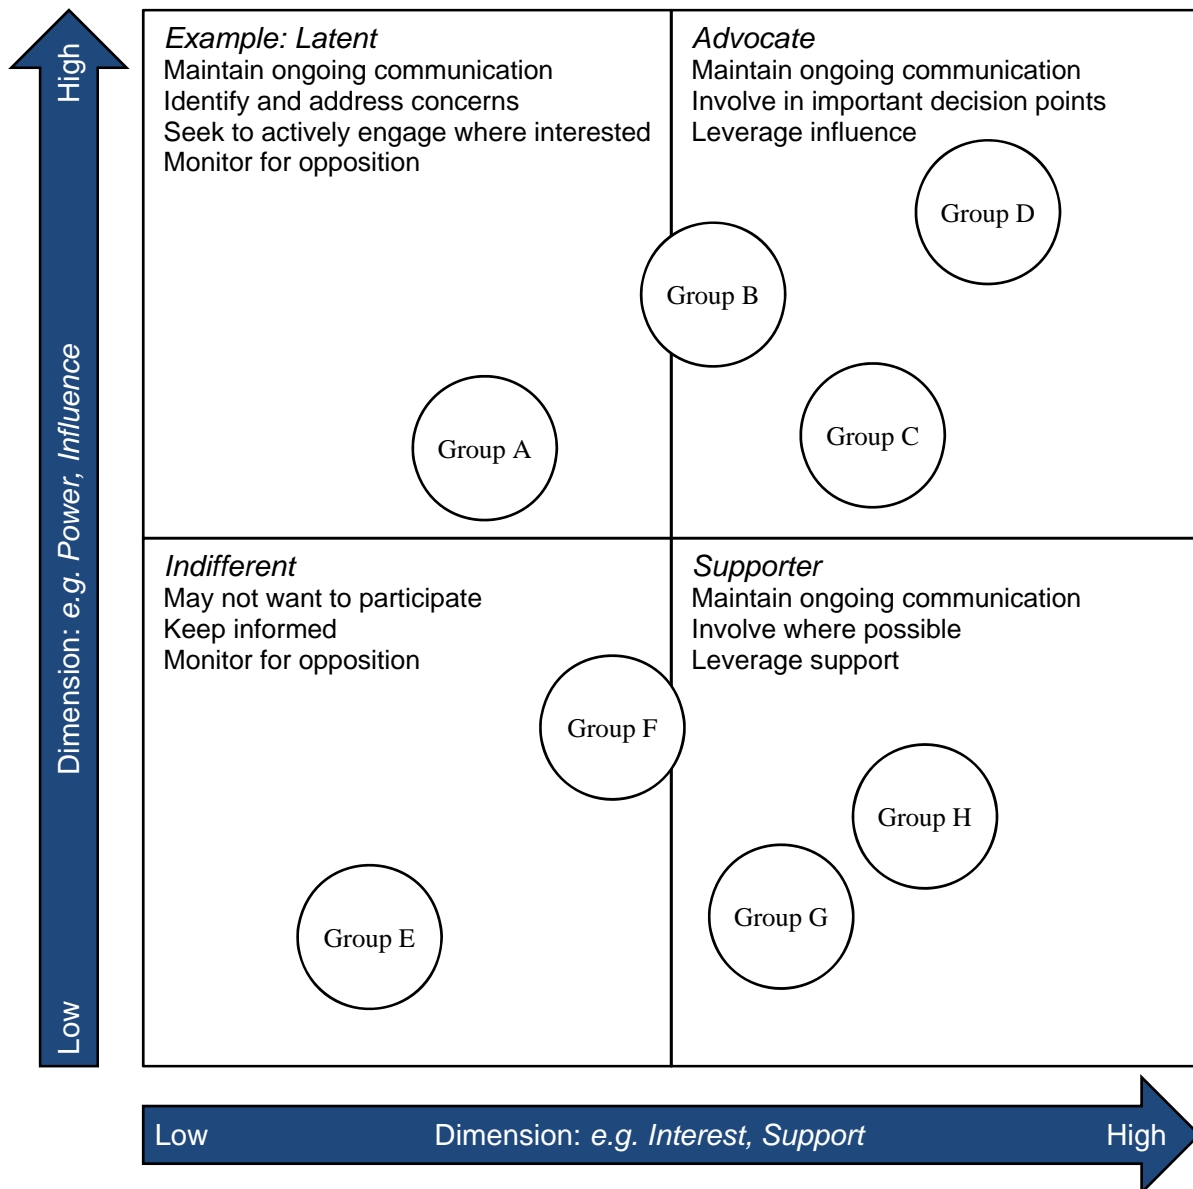 High
Dimension: e.g. Power, Influence
Low
Example: Latent
Maintain ongoing communication
Identify and address concerns
Seek to actively engage where interested
Monitor for opposition
Advocate
Maintain ongoing communication
Involve in important decision points
Leverage influence
Group D
Group B
Group C
Group A
Indifferent
May not want to participate
Keep informed
Monitor for opposition
Supporter
Maintain ongoing communication
Involve where possible
Leverage support
Group F
Group H
Group G
Group E
Low
Dimension: e.g. Interest, Support
High